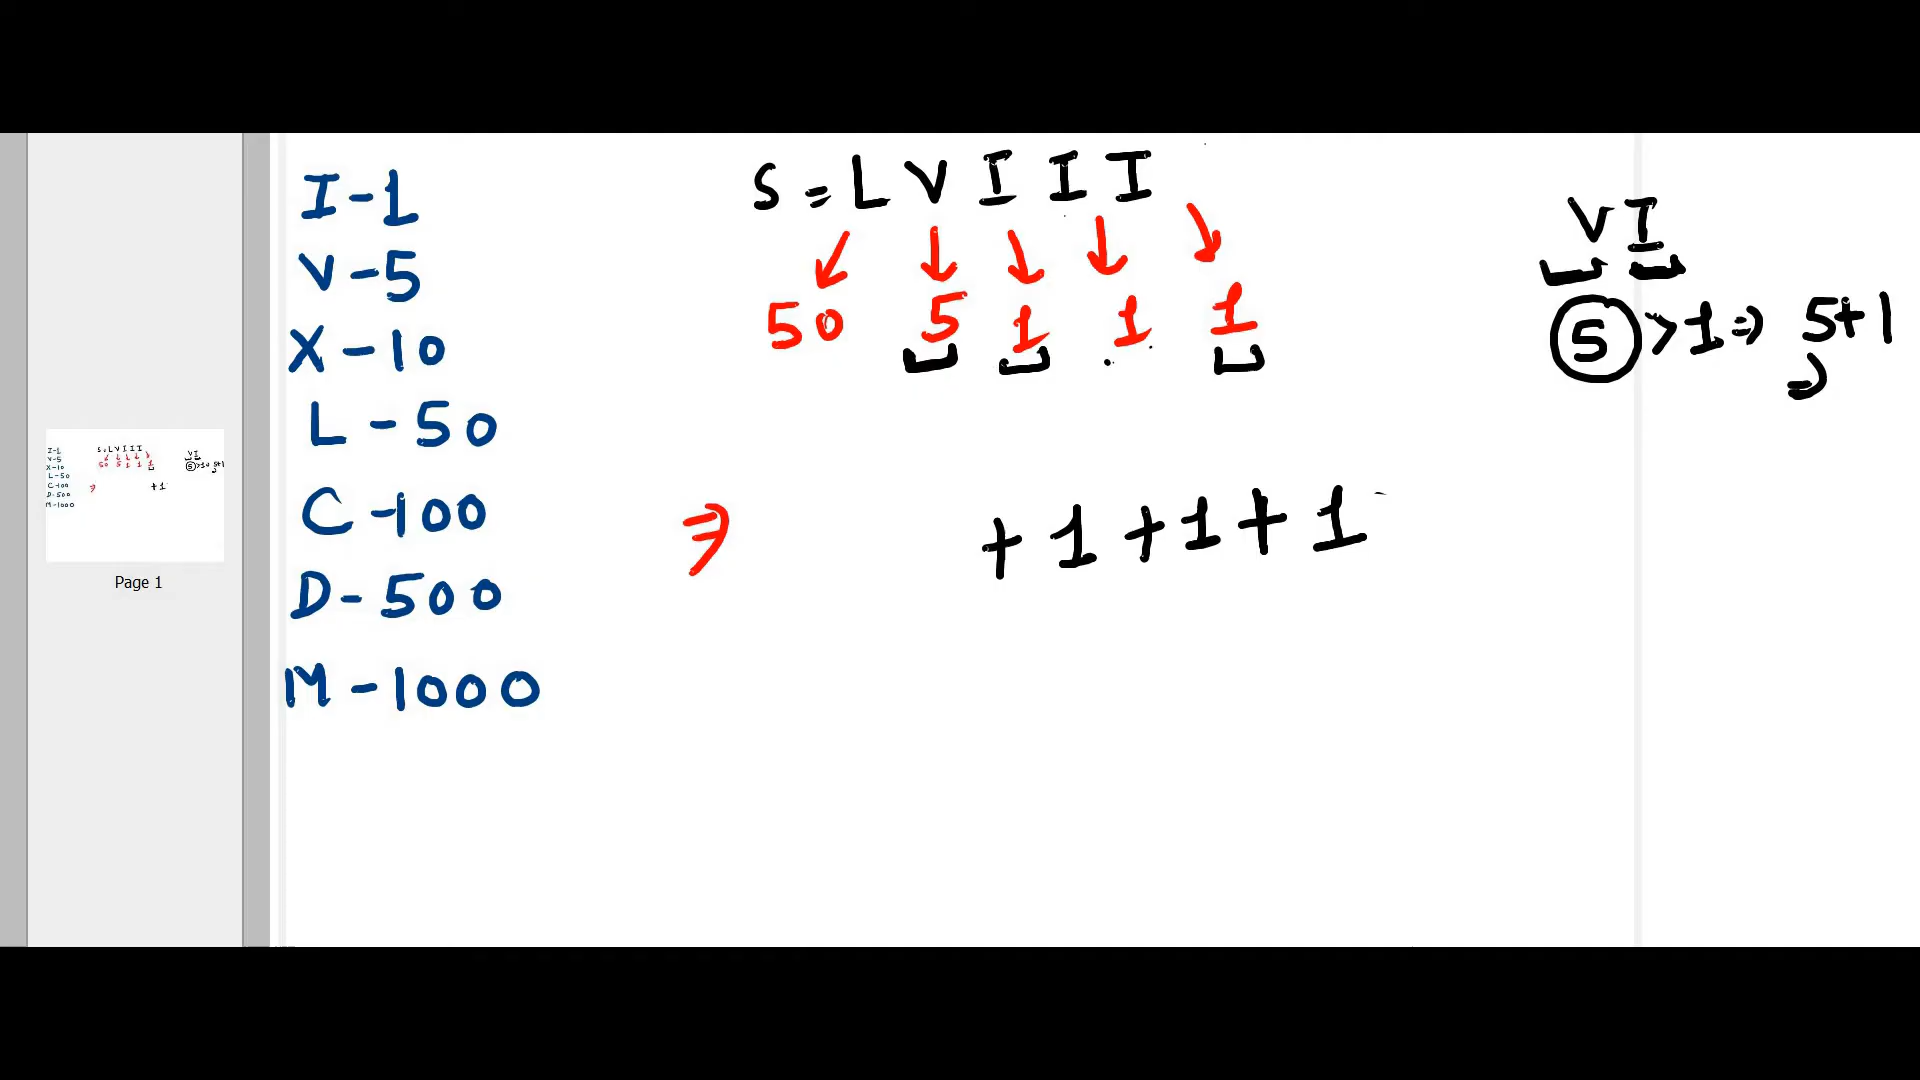 I - 1
V - 5
X - 10
L - 50
C - 100
D - 500
M - 1000
S = L V I I I
50 5 1 1 1
⇒ + 1 + 1 + 1
V I
5 > 1 ⇒ 5 + 1
Page 1